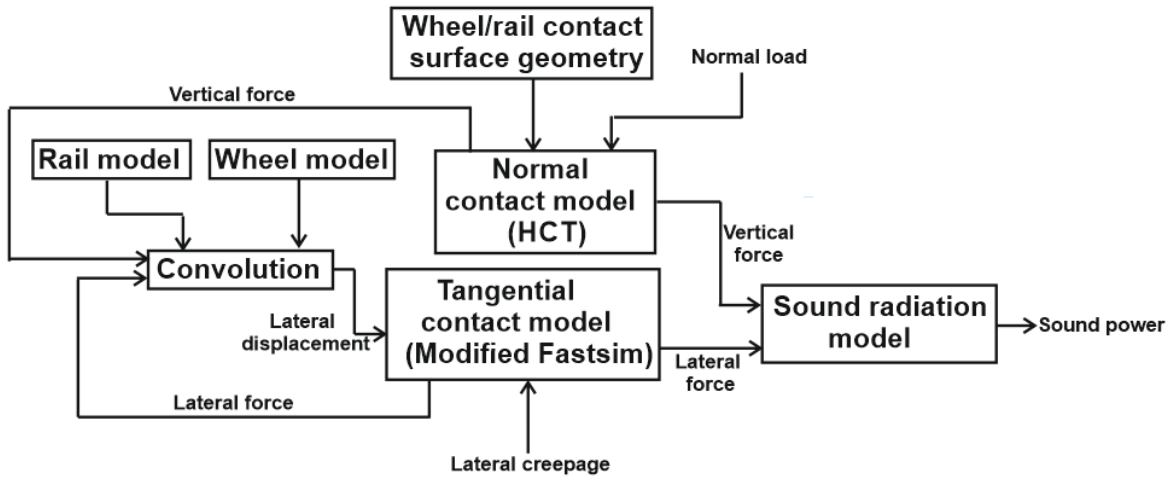 Wheel/rail contact
surface geometry
Normal load
Vertical force
Rail model
Wheel model
Normal
contact model
(HCT)
Vertical
force
Convolution
Tangential
contact model
(Modified Fastsim)
Lateral
displacement
Sound radiation
model
Sound power
Lateral
force
Lateral force
Lateral creepage